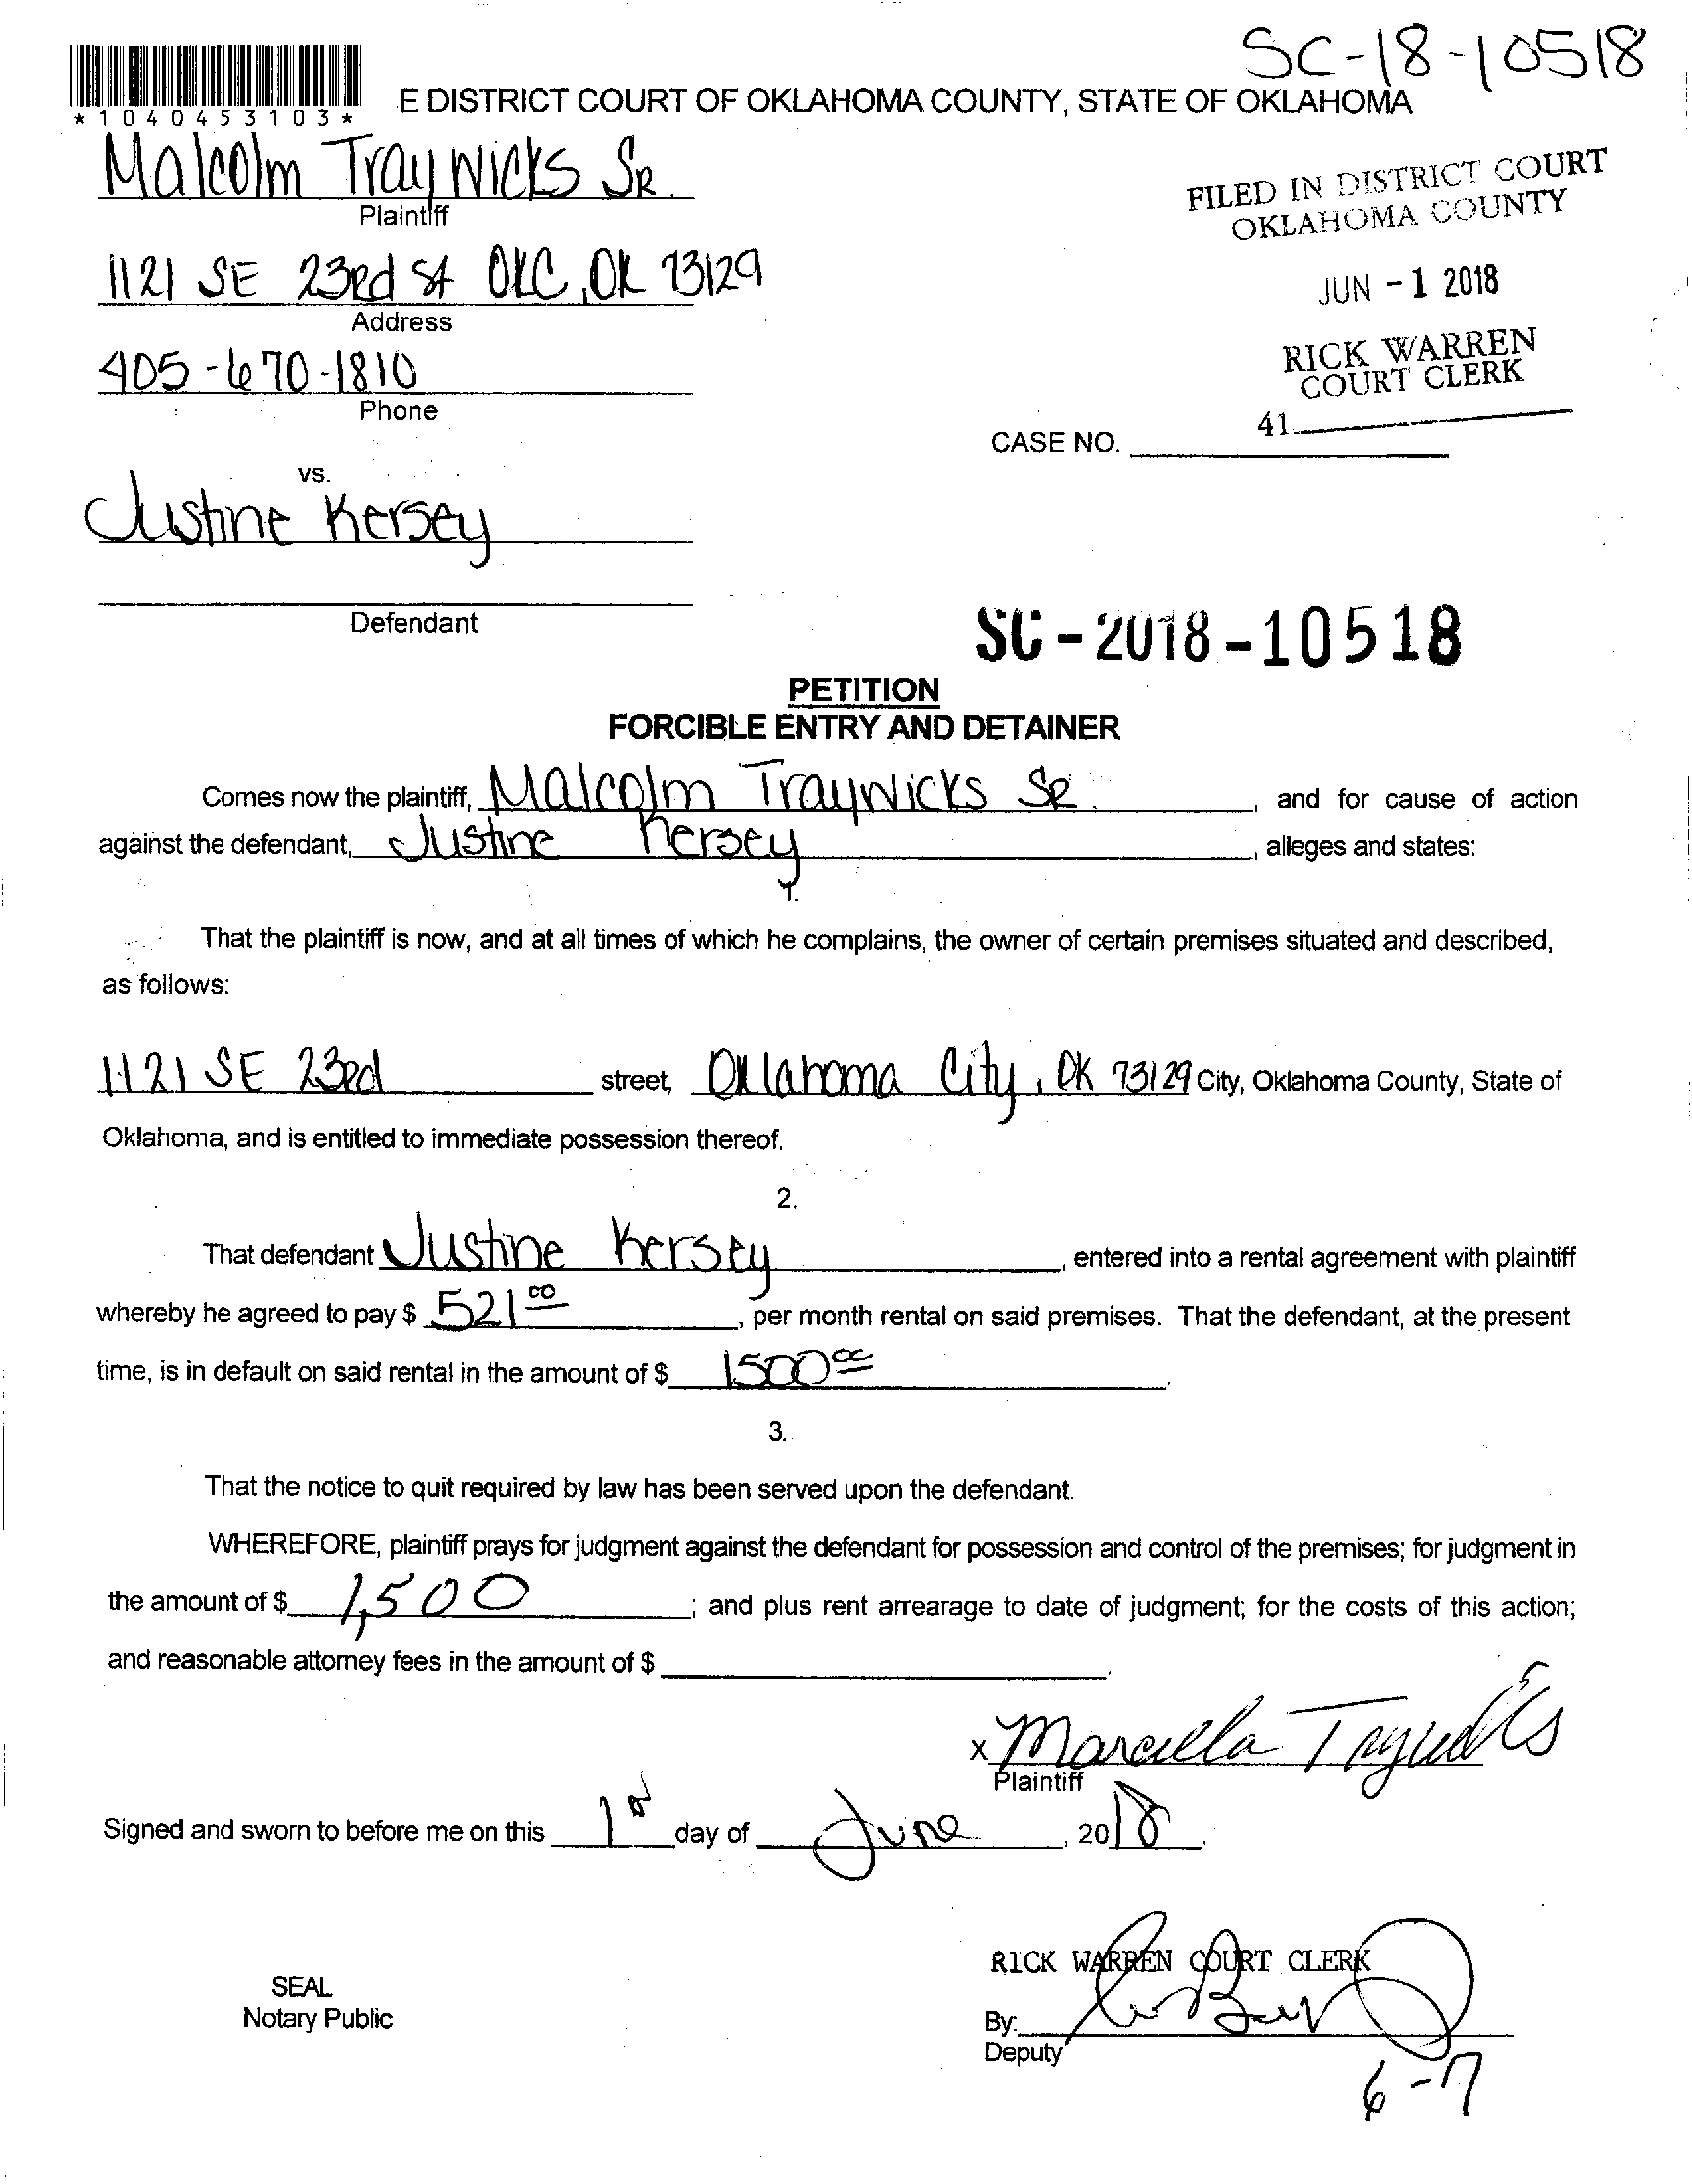 SC-18-10518
*1040453103*
E DISTRICT COURT OF OKLAHOMA COUNTY, STATE OF OKLAHOMA
Malcolm Traywicks SR.
Plaintiff
FILED IN DISTRICT COURT
OKLAHOMA COUNTY
1121 SE 23RD St OKC, OK 73129
Address
JUN - 1 2018
RICK WARREN
COURT CLERK
405-670-1810
Phone
41
CASE NO.
vs.
Justine Kersey
Defendant
SC-2018-10518
PETITION
FORCIBLE ENTRY AND DETAINER
Comes now the plaintiff, Malcolm Traywicks SR., and for cause of action
against the defendant, Justine Kersey, alleges and states:
1.
That the plaintiff is now, and at all times of which he complains, the owner of certain premises situated and described,
as follows:
1121 SE 23RD street, Oklahoma City, OK 73129 City, Oklahoma County, State of
Oklahoma, and is entitled to immediate possession thereof.
2.
That defendant Justine Kersey, entered into a rental agreement with plaintiff
whereby he agreed to pay $ 521 00, per month rental on said premises. That the defendant, at the present
time, is in default on said rental in the amount of $ 1500 00.
3.
That the notice to quit required by law has been served upon the defendant.
WHEREFORE, plaintiff prays for judgment against the defendant for possession and control of the premises; for judgment in
the amount of $ 1,500; and plus rent arrearage to date of judgment; for the costs of this action;
and reasonable attorney fees in the amount of $.
x Marcella
Plaintiff
Signed and sworn to before me on this 1st day of June, 2018.
RICK WARREN COURT CLERK
SEAL
Notary Public
By:
Deputy
6-7